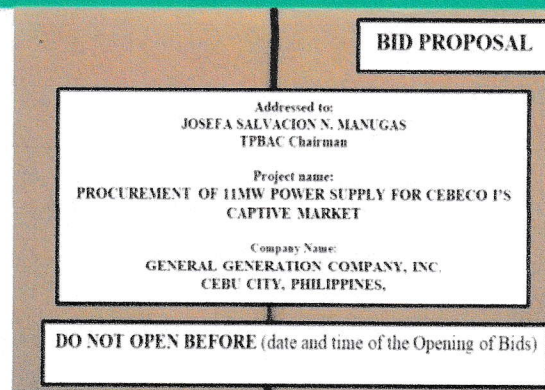 BID PROPOSAL
Addressed to:
JOSEFA SALVACION N. MANUGAS
TPBAC Chairman
Project name:
PROCUREMENT OF 11MW POWER SUPPLY FOR CEBECO I'S
CAPTIVE MARKET
Company Name:
GENERAL GENERATION COMPANY, INC.
CEBU CITY, PHILIPPINES,
DO NOT OPEN BEFORE (date and time of the Opening of Bids)